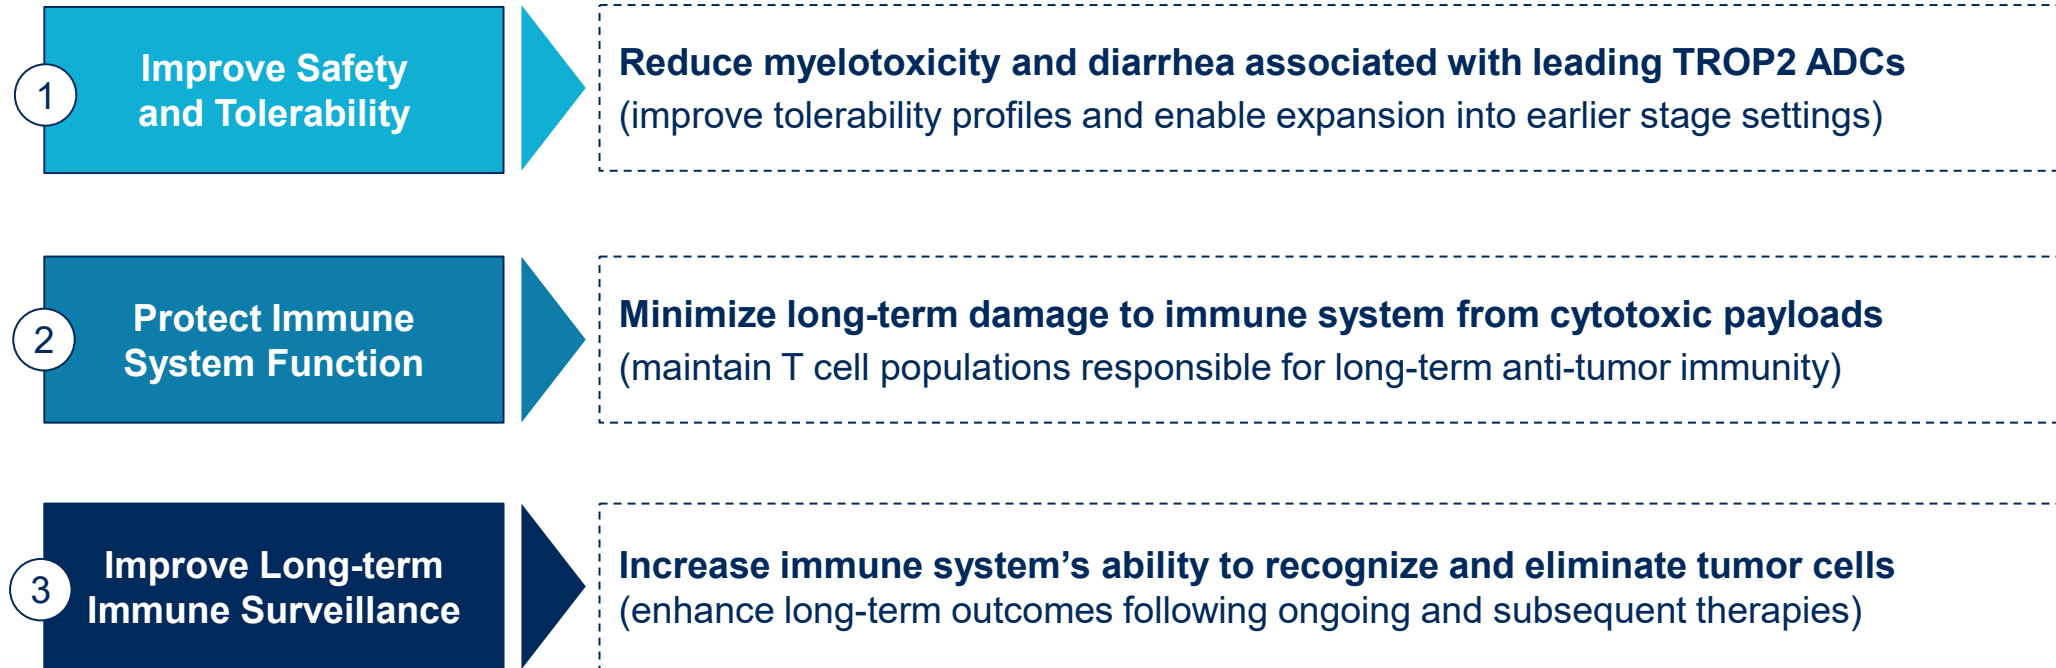 1
Improve Safety
and Tolerability
Reduce myelotoxicity and diarrhea associated with leading TROP2 ADCs
(improve tolerability profiles and enable expansion into earlier stage settings)
2
Protect Immune
System Function
Minimize long-term damage to immune system from cytotoxic payloads
(maintain T cell populations responsible for long-term anti-tumor immunity)
3
Improve Long-term
Immune Surveillance
Increase immune system’s ability to recognize and eliminate tumor cells
(enhance long-term outcomes following ongoing and subsequent therapies)